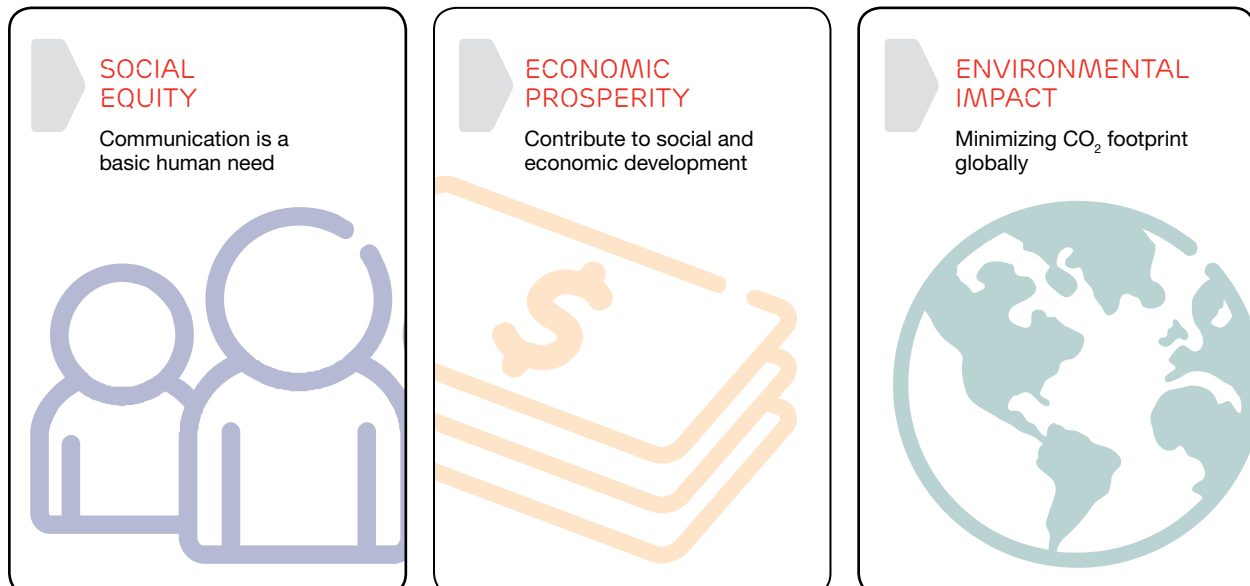 SOCIAL
EQUITY
Communication is a
basic human need
ECONOMIC
PROSPERITY
Contribute to social and
economic development
$
ENVIRONMENTAL
IMPACT
Minimizing CO₂ footprint
globally